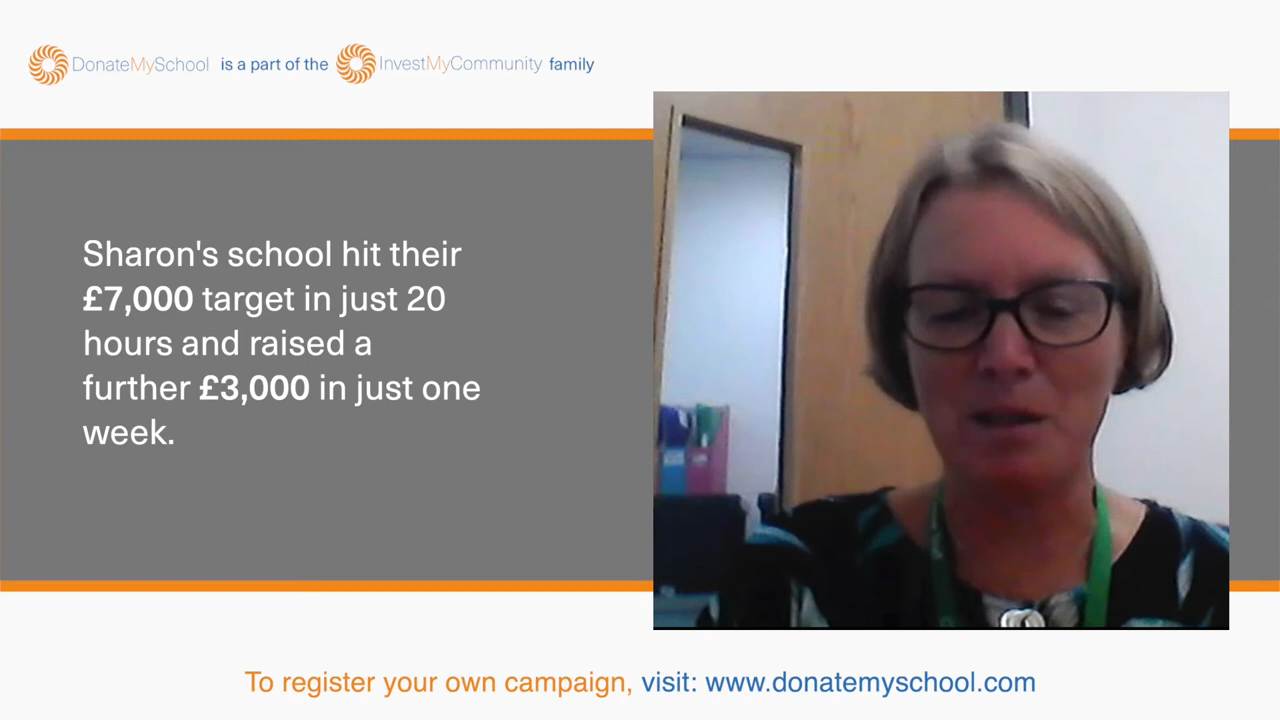 DonateMySchool is a part of the InvestMyCommunity family
Sharon's school hit their
£7,000 target in just 20
hours and raised a
further £3,000 in just one
week.
To register your own campaign, visit: www.donatemyschool.com